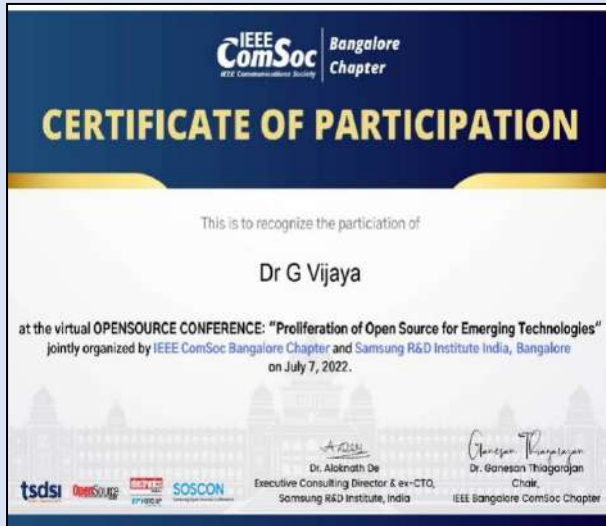 IEEE
ComSoc
IEEE Communications Society
Bangalore
Chapter
CERTIFICATE OF PARTICIPATION
This is to recognize the particiation of
Dr G Vijaya
at the virtual OPENSOURCE CONFERENCE: "Proliferation of Open Source for Emerging Technologies"
jointly organized by IEEE ComSoc Bangalore Chapter and Samsung R&D Institute India, Bangalore
on July 7, 2022.
Dr. Aloknath De
Executive Consulting Director & ex-CTO,
Samsung R&D Institute, India
Ganesan Thiagarajan
Dr. Ganesan Thiagarajan
Chair,
IEEE Bangalore ComSoc Chapter
tsdsi
OpenSource
SOSCON